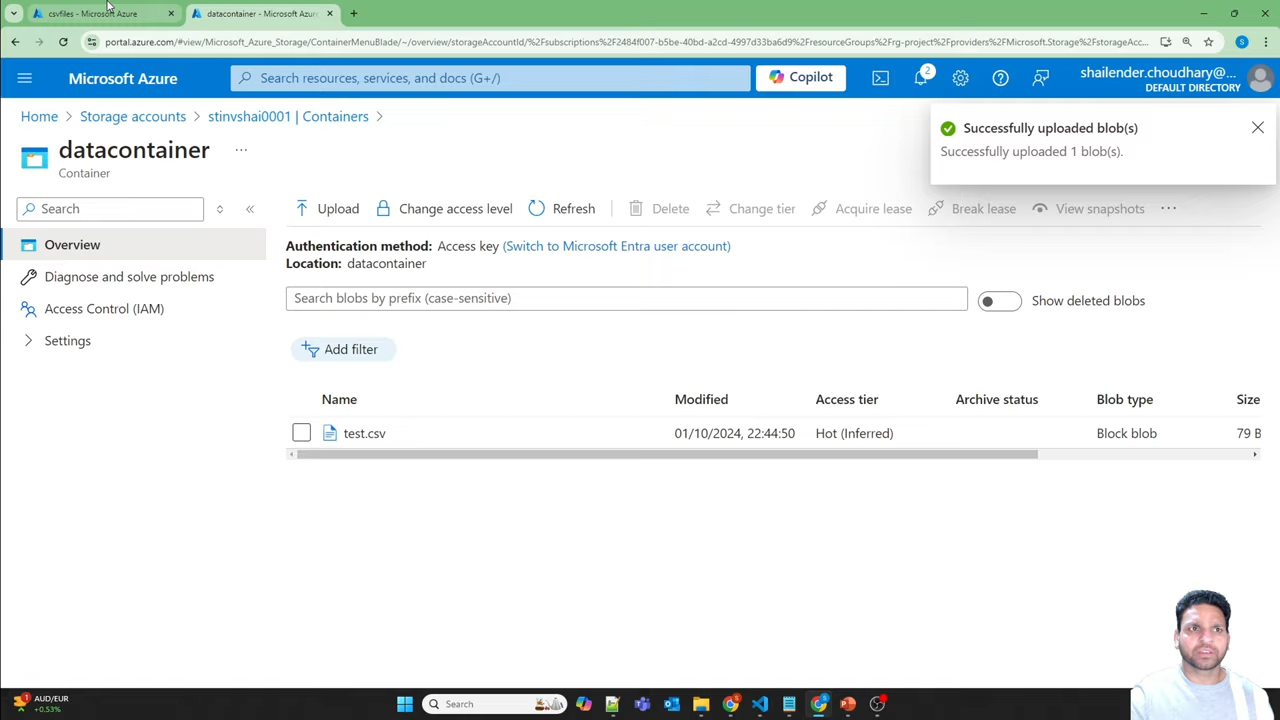 csvfiles - Microsoft Azure
datacontainer - Microsoft Azure
portal.azure.com/#view/Microsoft_Azure_Storage/ContainerMenuBlade/~/overview/storageAccountId/%2Fsubscriptions%2F2484f007-b5be-40bd-a2cd-4997d33ba6d9%2FresourceGroups%2Frg-project%2Fproviders%2FMicrosoft.Storage%2FstorageAcc...
S
Microsoft Azure
Search resources, services, and docs (G+/)
Copilot
2
shailender.choudhary@...
DEFAULT DIRECTORY
Home > Storage accounts > stinvshai0001 | Containers >
datacontainer
...
Container
Successfully uploaded blob(s)
Successfully uploaded 1 blob(s).
Search
Upload
Change access level
Refresh
Delete
Change tier
Acquire lease
Break lease
View snapshots
...
Overview
Diagnose and solve problems
Access Control (IAM)
Settings
Authentication method: Access key (Switch to Microsoft Entra user account)
Location: datacontainer
Search blobs by prefix (case-sensitive)
Show deleted blobs
Add filter
Name Modified Access tier Archive status Blob type Size
test.csv 01/10/2024, 22:44:50 Hot (Inferred) Block blob 79 B
1
AUD/EUR
+0.53%
Search